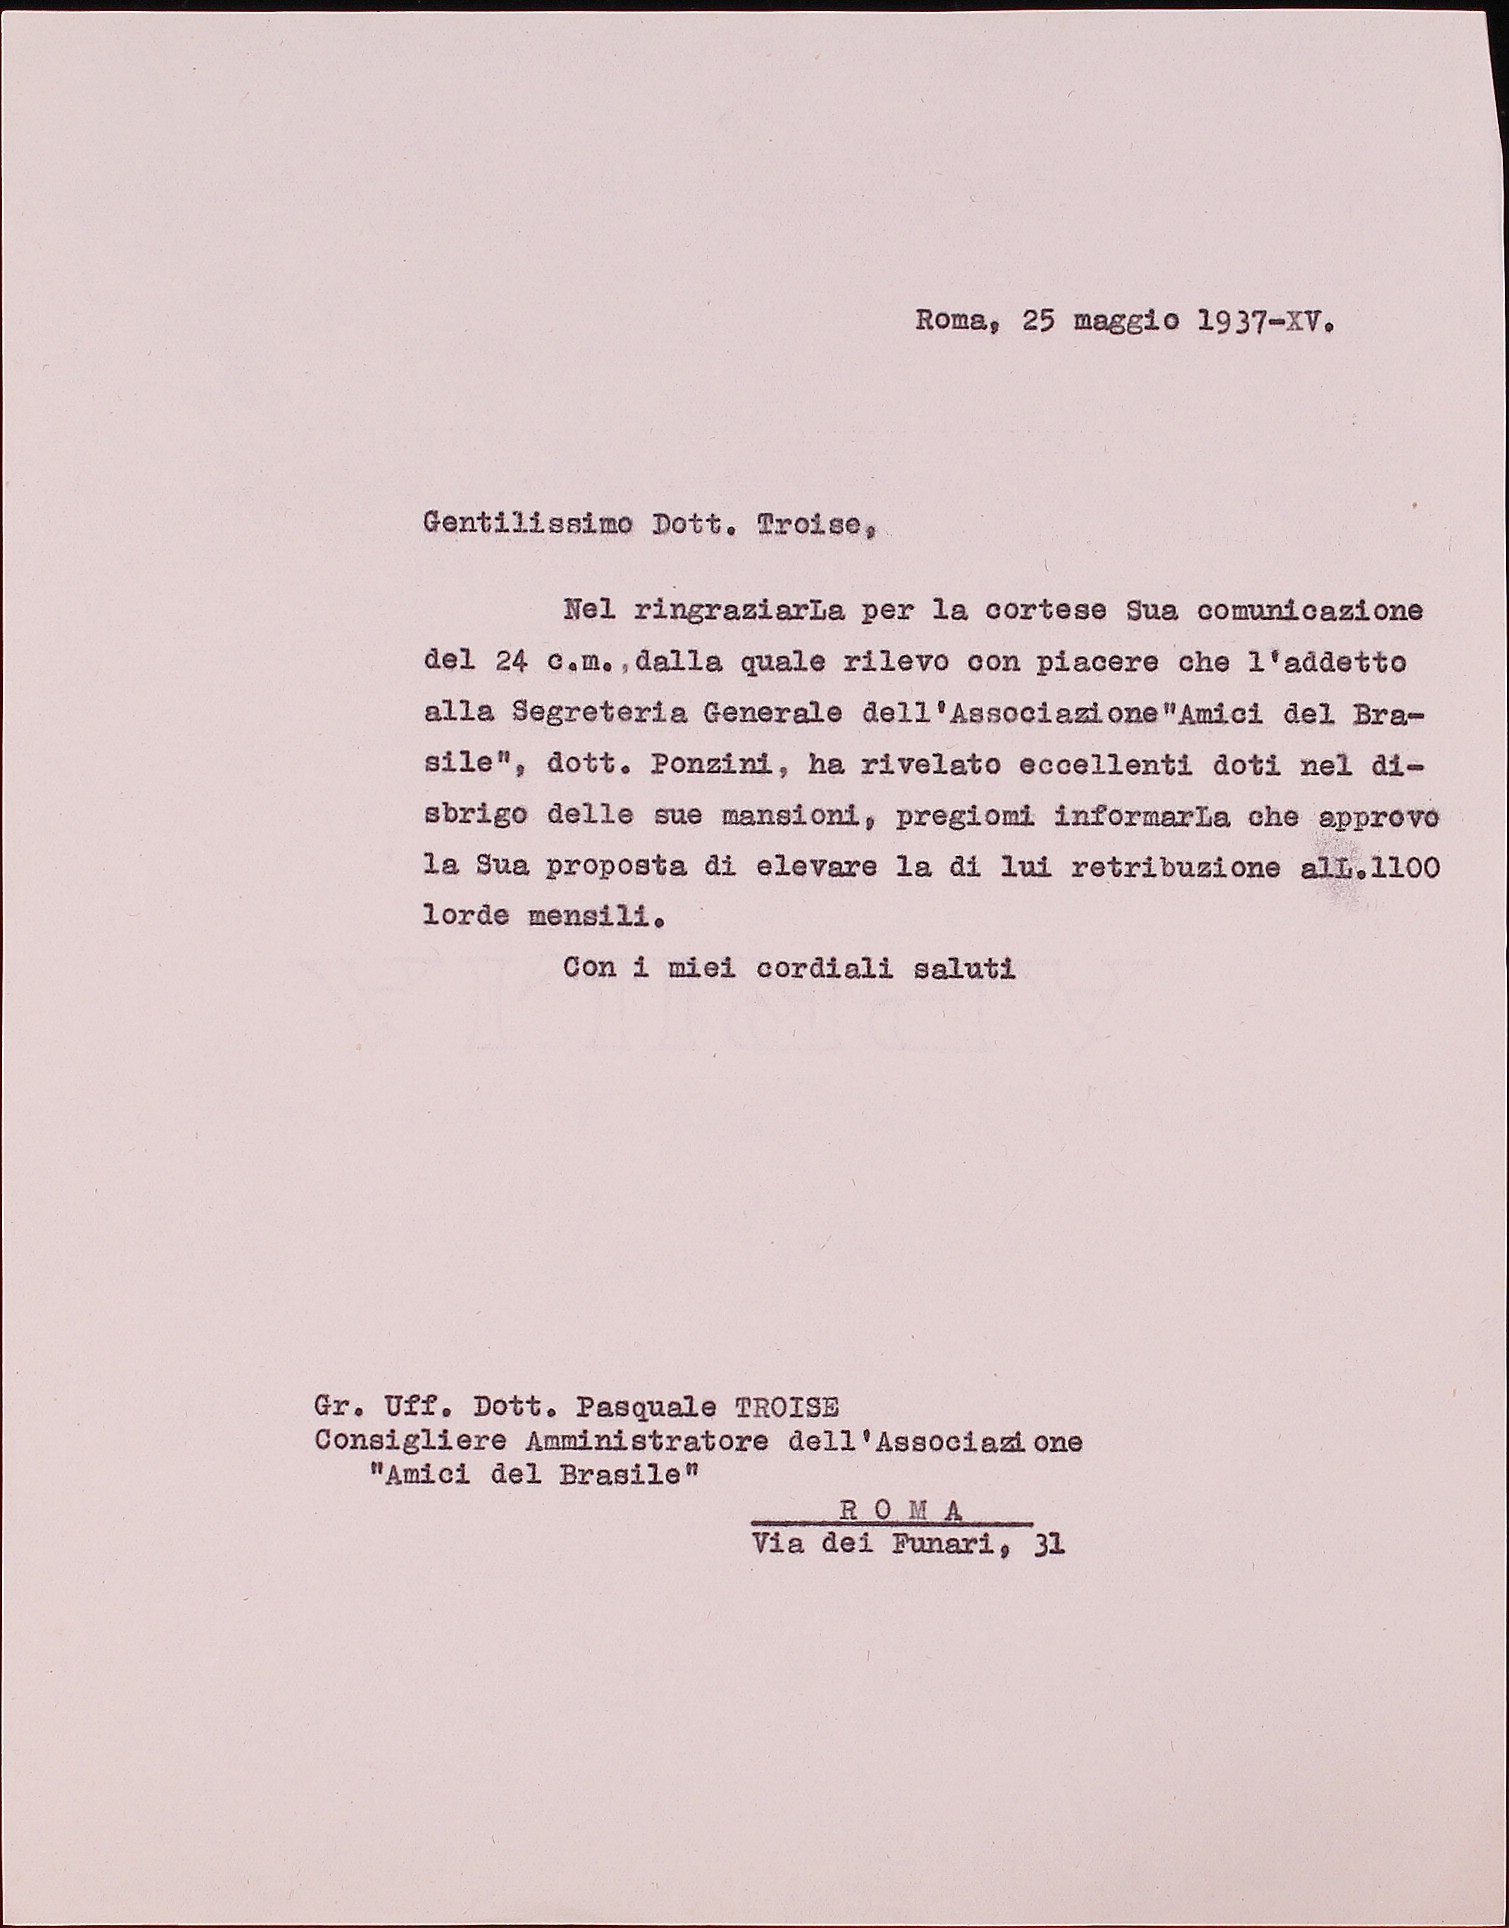 Roma, 25 maggio 1937-XV.
Gentilissimo Dott. Troise,
Nel ringraziarLa per la cortese Sua comunicazione
del 24 c.m.,dalla quale rilevo con piacere che l'addetto
alla Segreteria Generale dell'Associazione"Amici del Bra-
sile", dott. Ponzini, ha rivelato eccellenti doti nel di-
sbrigo delle sue mansioni, pregiomi informarLa che approvo
la Sua proposta di elevare la di lui retribuzione alL.1100
lorde mensili.
Con i miei cordiali saluti
Gr. Uff. Dott. Pasquale TROISE
Consigliere Amministratore dell'Associazione
"Amici del Brasile"
R O M A
Via dei Funari, 31